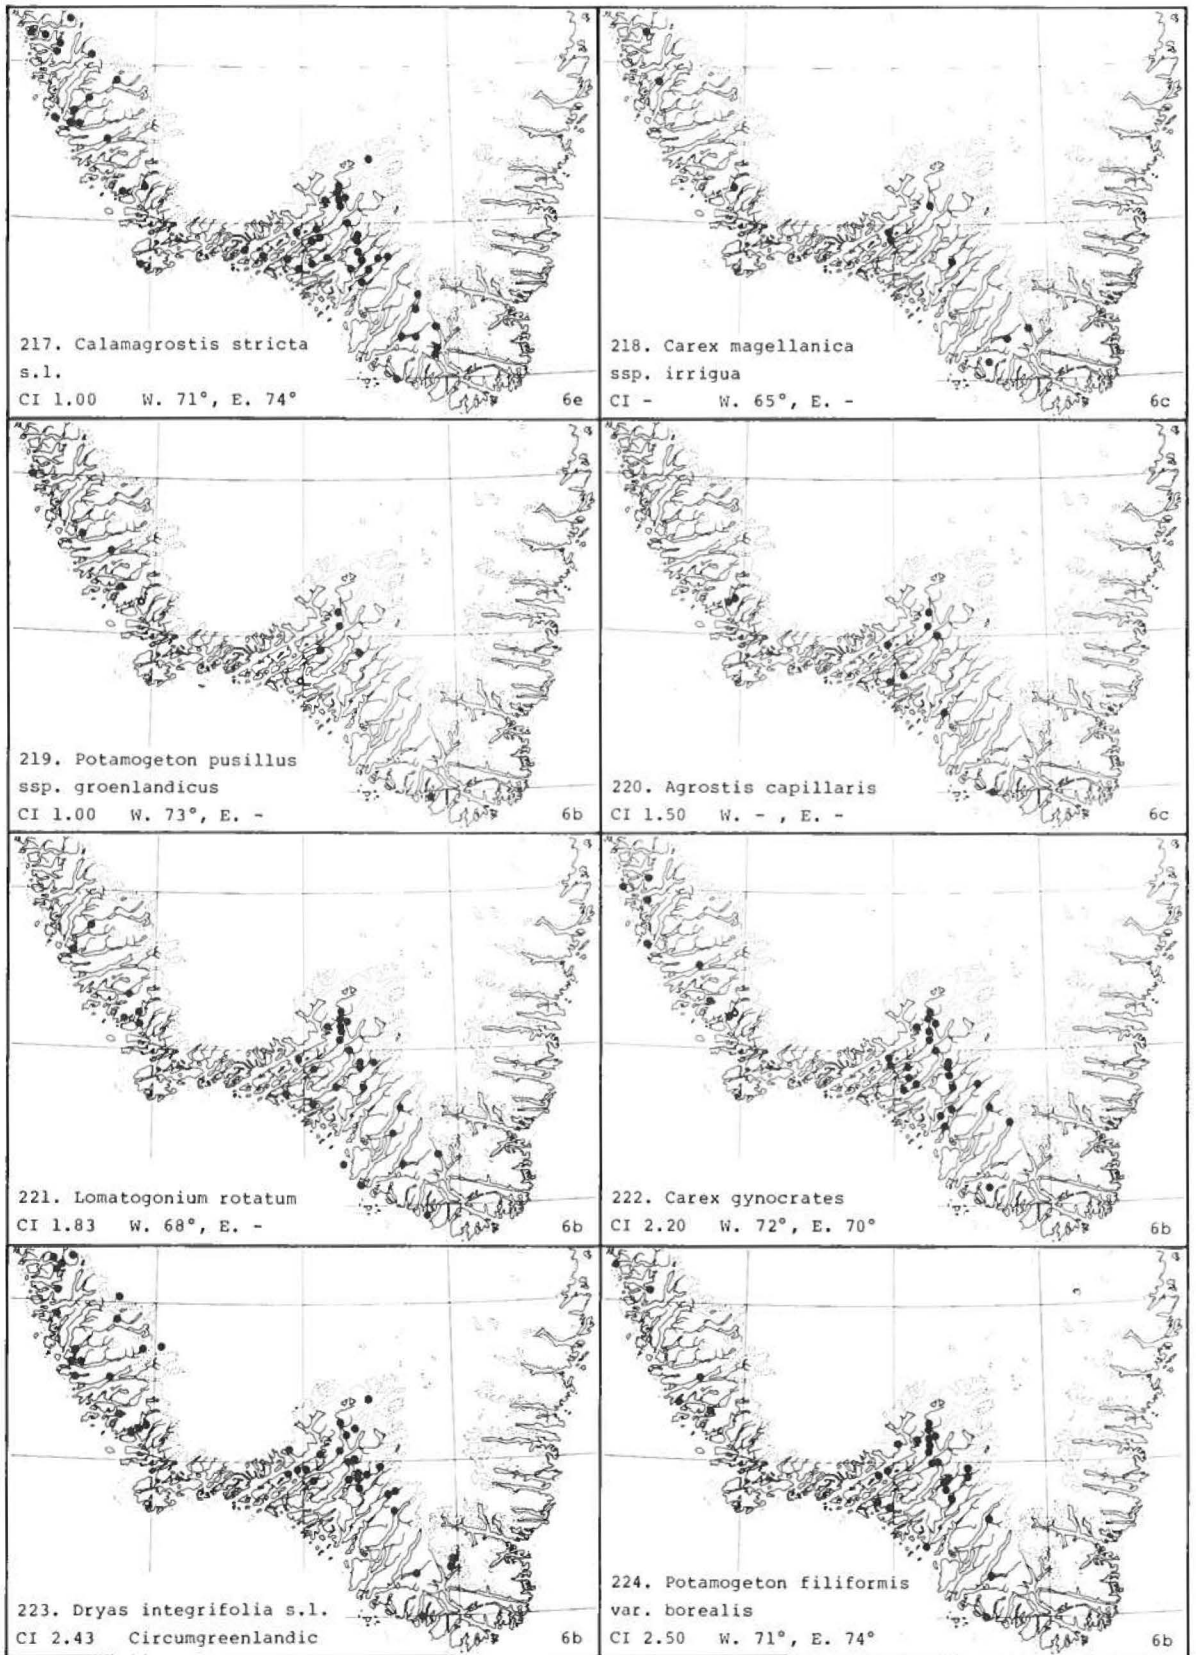 217. Calamagrostis stricta
s.l.
CI 1.00 W. 71°, E. 74° 6e
218. Carex magellanica
ssp. irrigua
CI - W. 65°, E. - 6c
219. Potamogeton pusillus
ssp. groenlandicus
CI 1.00 W. 73°, E. - 6b
220. Agrostis capillaris
CI 1.50 W. - , E. - 6c
221. Lomatogonium rotatum
CI 1.83 W. 68°, E. - 6b
222. Carex gynocrates
CI 2.20 W. 72°, E. 70° 6b
223. Dryas integrifolia s.l.
CI 2.43 Circumgreenlandic 6b
224. Potamogeton filiformis
var. borealis
CI 2.50 W. 71°, E. 74° 6b